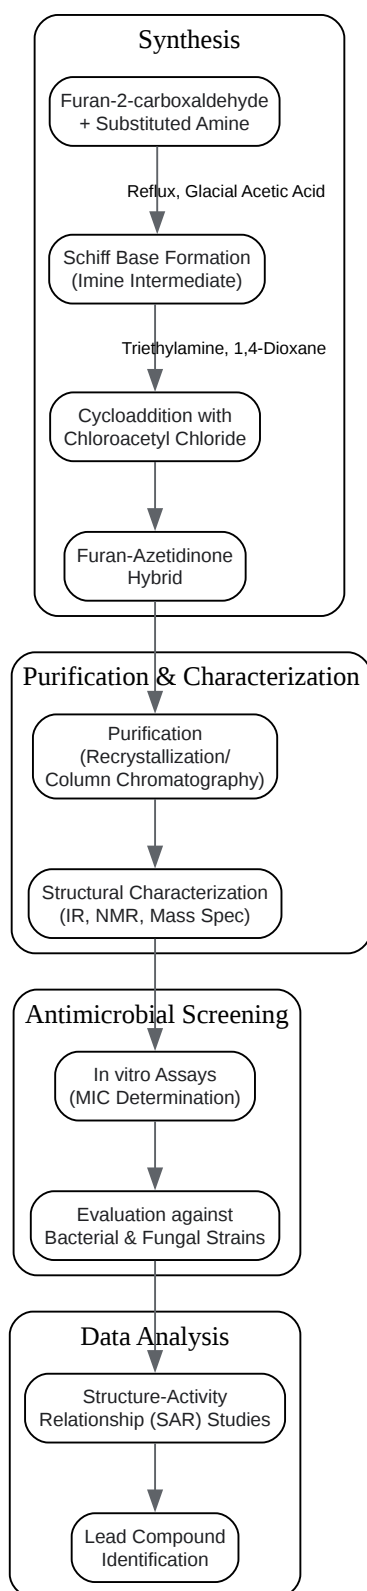 Synthesis
Furan-2-carboxaldehyde
+ Substituted Amine
Reflux, Glacial Acetic Acid
Schiff Base Formation
(Imine Intermediate)
Triethylamine, 1,4-Dioxane
Cycloaddition with
Chloroacetyl Chloride
Furan-Azetidinone
Hybrid
Purification & Characterization
Purification
(Recrystallization/
Column Chromatography)
Structural Characterization
(IR, NMR, Mass Spec)
Antimicrobial Screening
In vitro Assays
(MIC Determination)
Evaluation against
Bacterial & Fungal Strains
Data Analysis
Structure-Activity
Relationship (SAR) Studies
Lead Compound
Identification